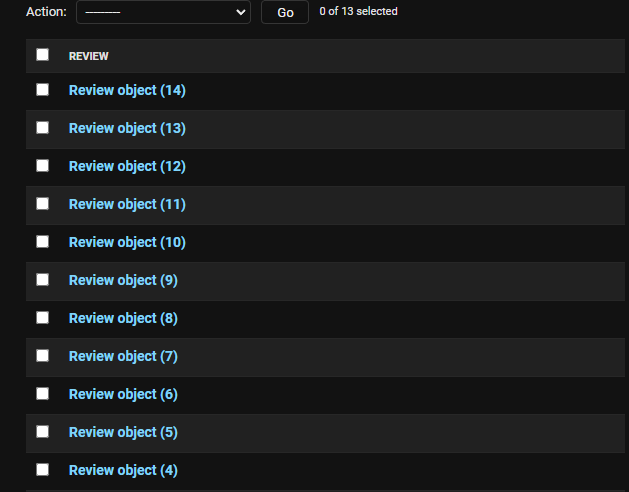 Action: --------- Go 0 of 13 selected
REVIEW
Review object (14)
Review object (13)
Review object (12)
Review object (11)
Review object (10)
Review object (9)
Review object (8)
Review object (7)
Review object (6)
Review object (5)
Review object (4)